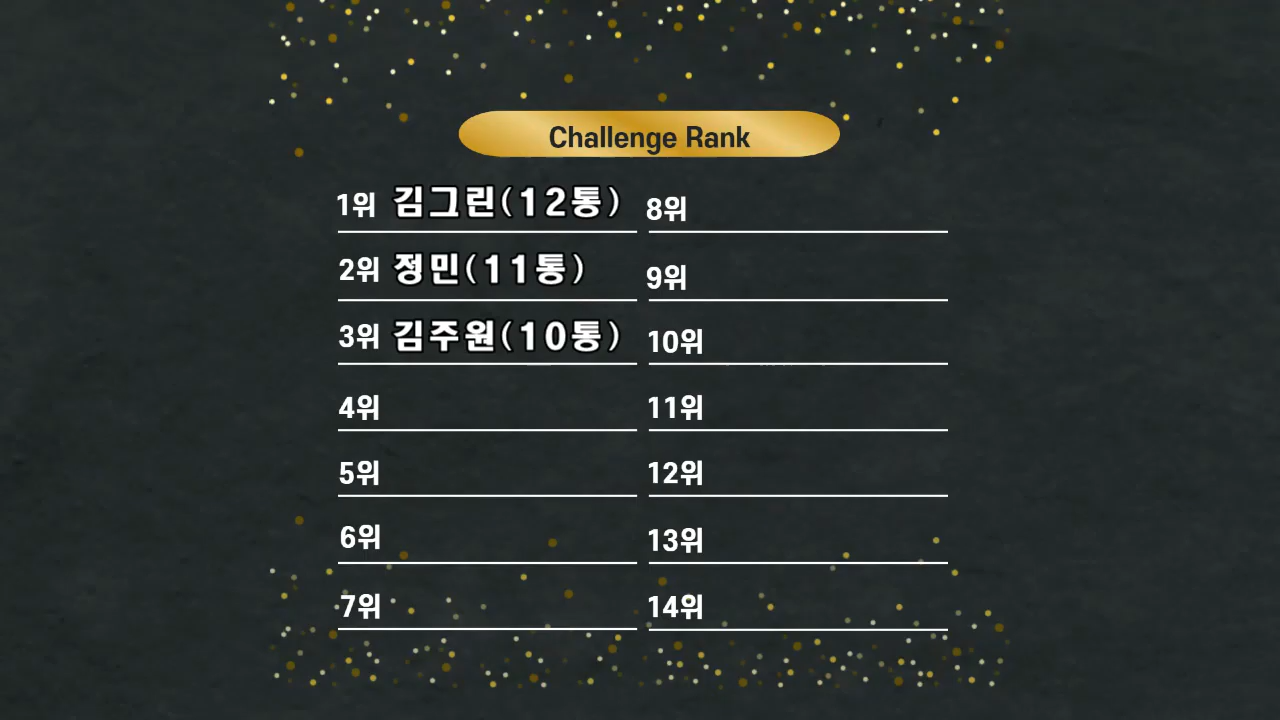 Challenge Rank
1위 김그린(12통)
2위 정민(11통)
3위 김주원(10통)
4위
5위
6위
7위
8위
9위
10위
11위
12위
13위
14위